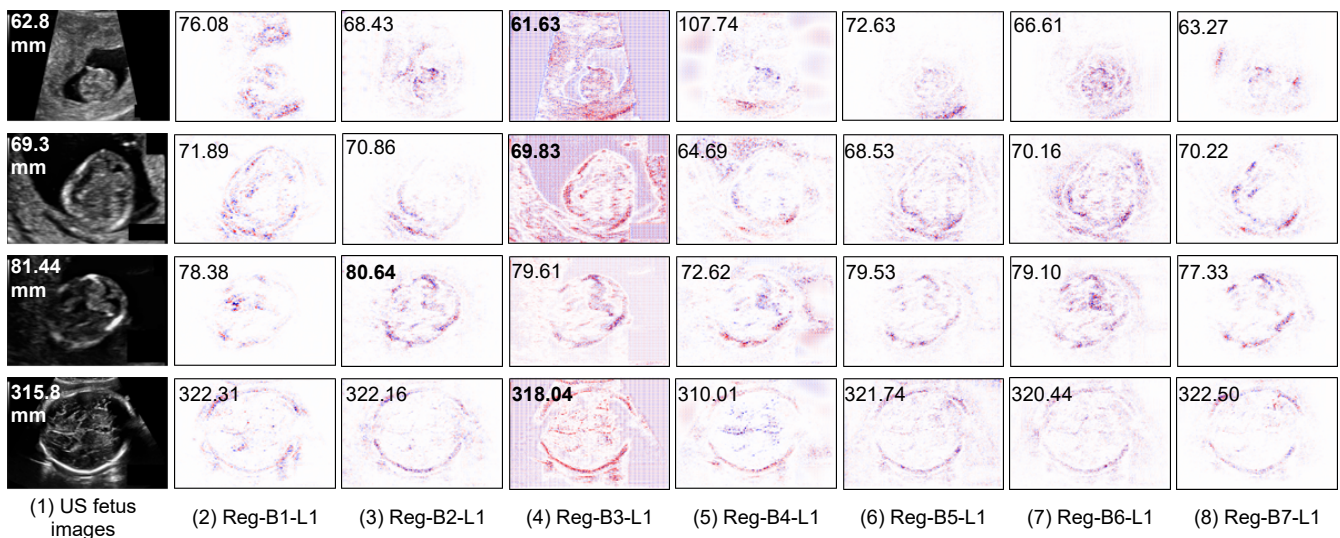 62.8 mm 76.08 68.43 61.63 107.74 72.63 66.61 63.27
69.3 mm 71.89 70.86 69.83 64.69 68.53 70.16 70.22
81.44 mm 78.38 80.64 79.61 72.62 79.53 79.10 77.33
315.8 mm 322.31 322.16 318.04 310.01 321.74 320.44 322.50
(1) US fetus images (2) Reg-B1-L1 (3) Reg-B2-L1 (4) Reg-B3-L1 (5) Reg-B4-L1 (6) Reg-B5-L1 (7) Reg-B6-L1 (8) Reg-B7-L1